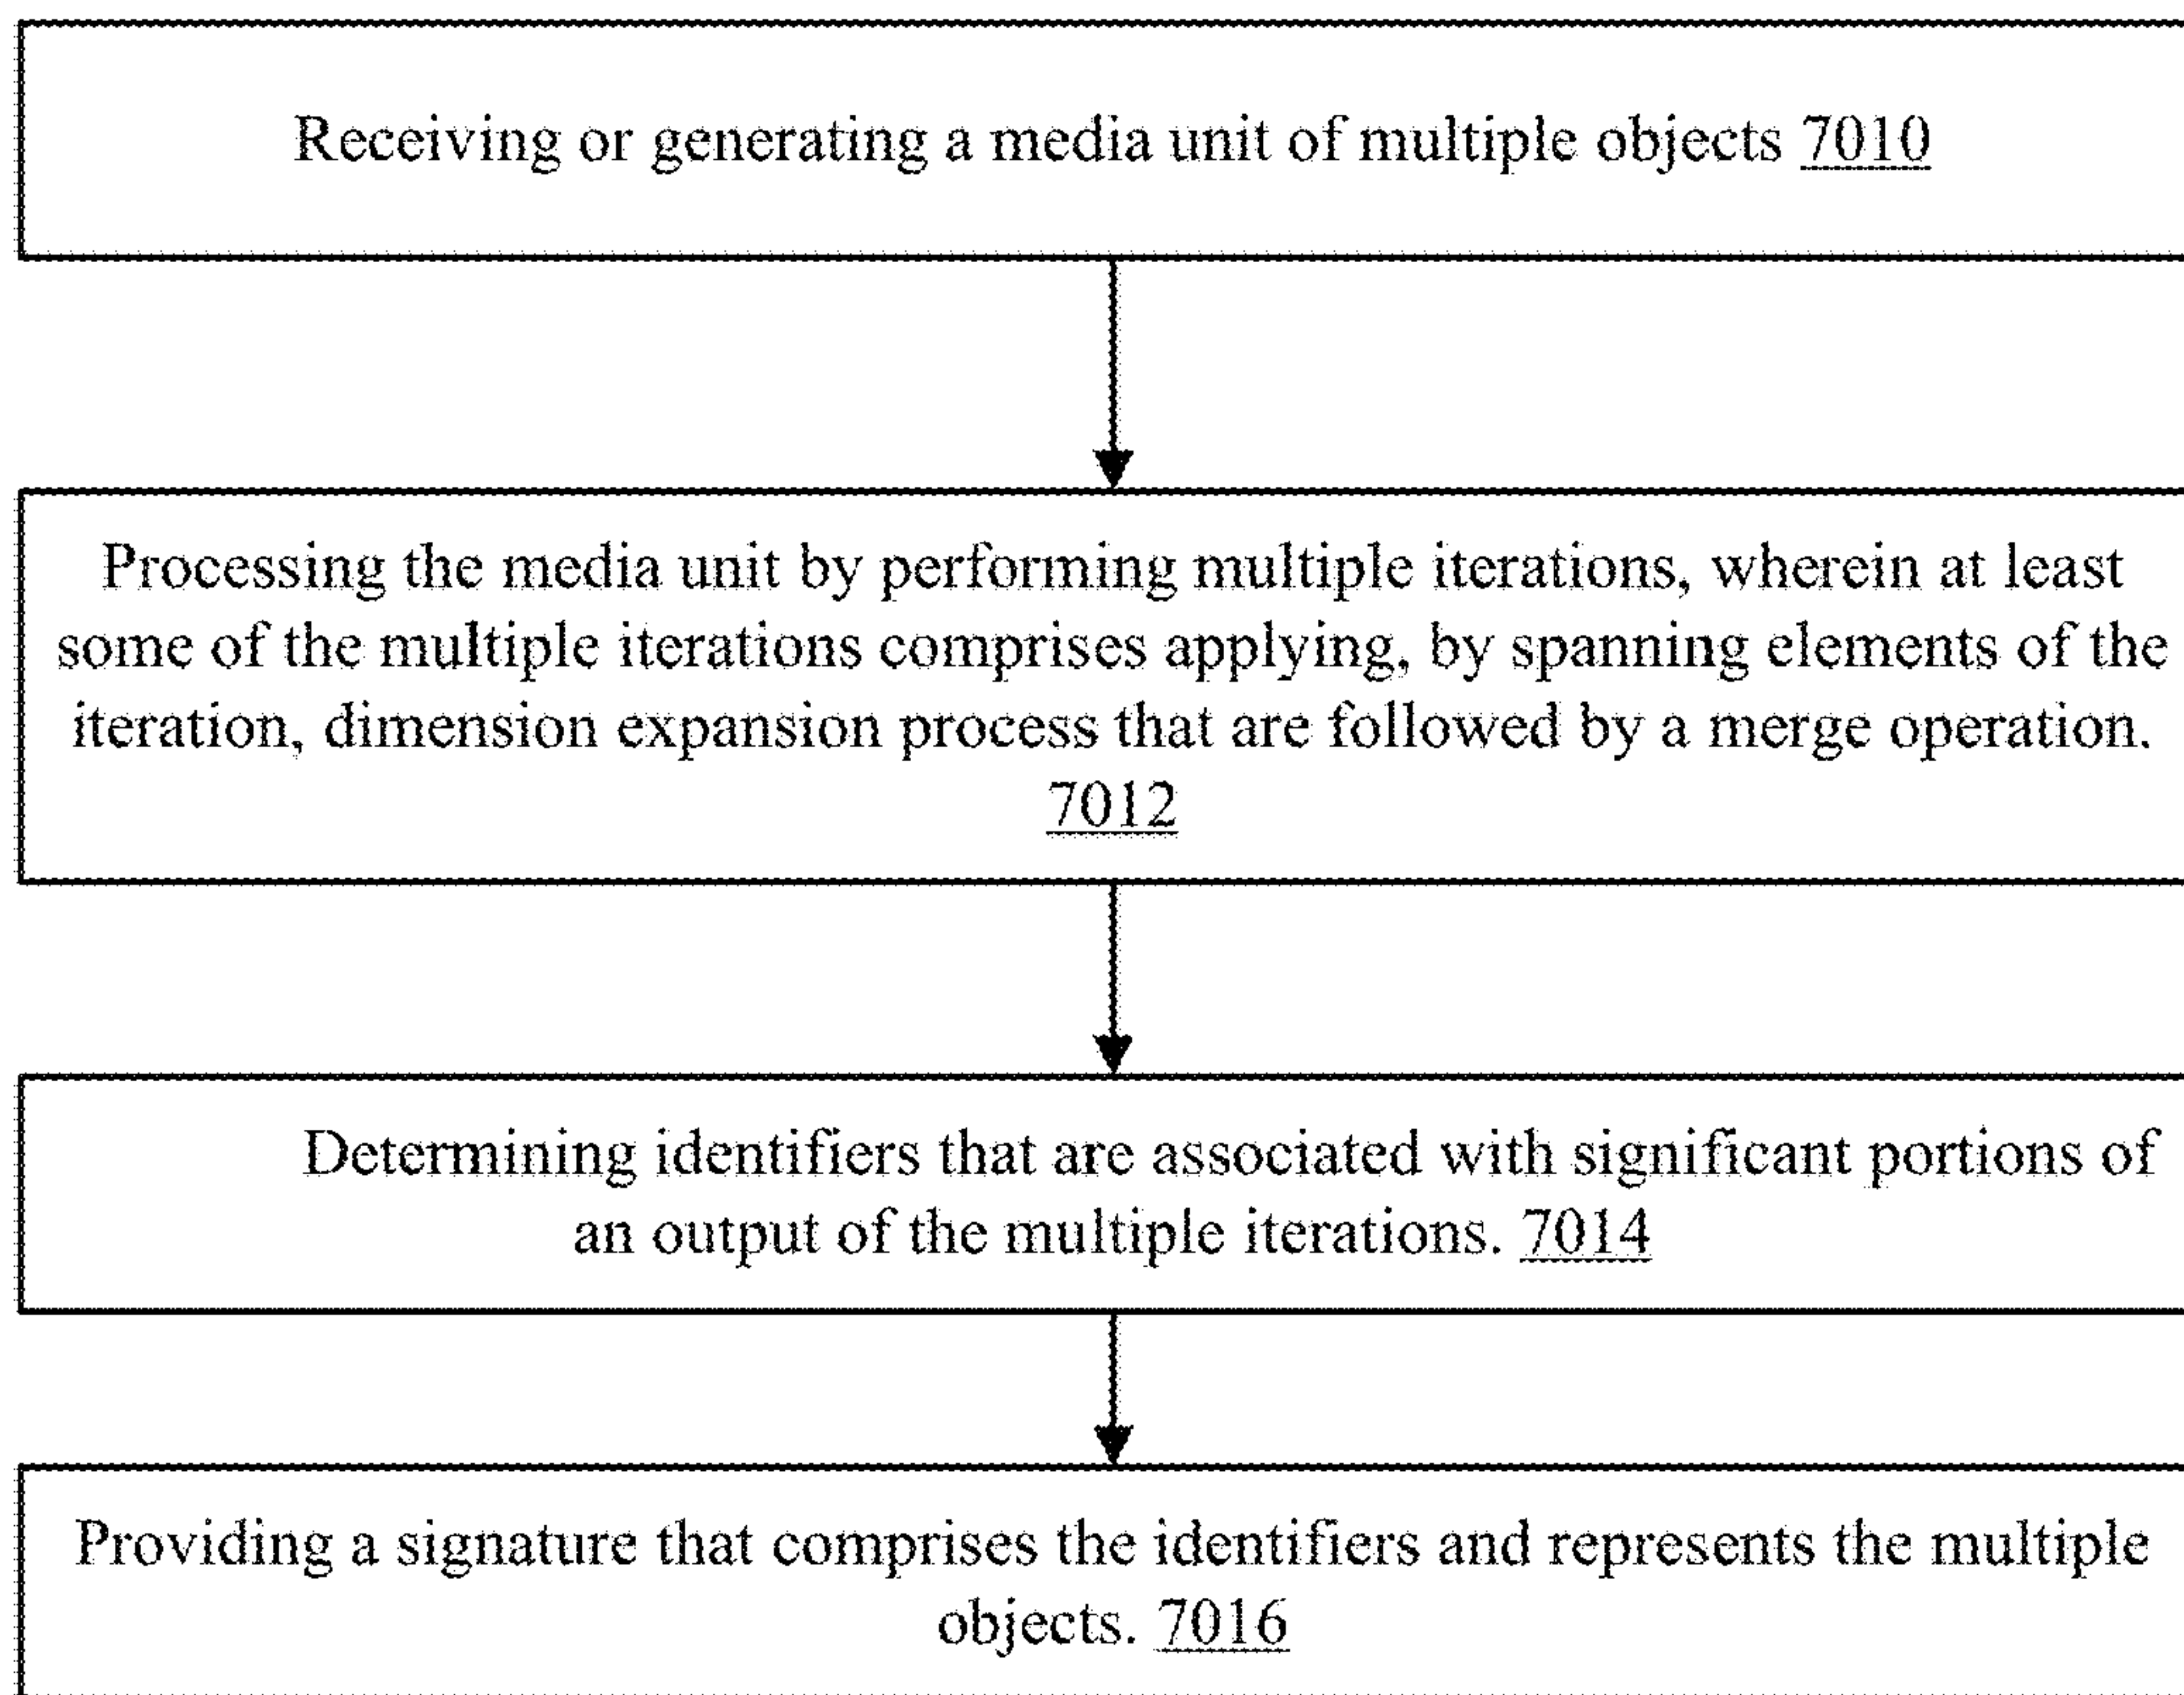 Receiving or generating a media unit of multiple objects 7010
Processing the media unit by performing multiple iterations, wherein at least
some of the multiple iterations comprises applying, by spanning elements of the
iteration, dimension expansion process that are followed by a merge operation.
7012
Determining identifiers that are associated with significant portions of
an output of the multiple iterations. 7014
Providing a signature that comprises the identifiers and represents the multiple
objects. 7016